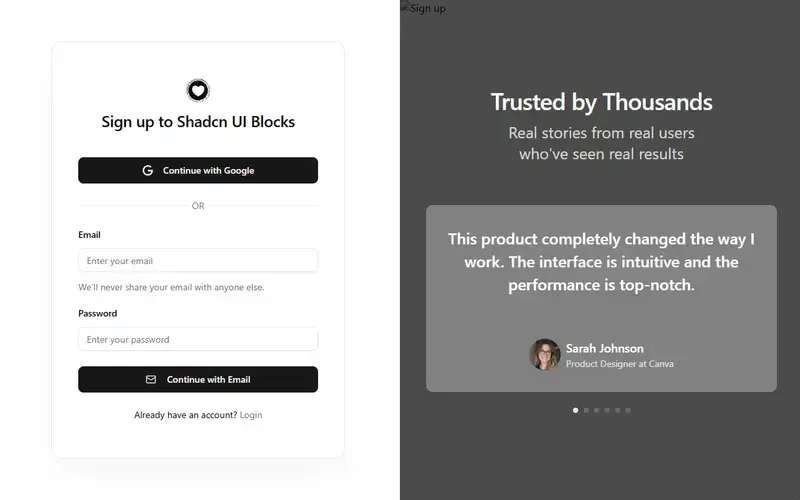 Sign up to Shadcn UI Blocks
Continue with Google
OR
Email
Enter your email
We'll never share your email with anyone else.
Password
Enter your password
Continue with Email
Already have an account? Login
Sign up
Trusted by Thousands
Real stories from real users
who've seen real results
This product completely changed the way I
work. The interface is intuitive and the
performance is top-notch.
Sarah Johnson
Product Designer at Canva